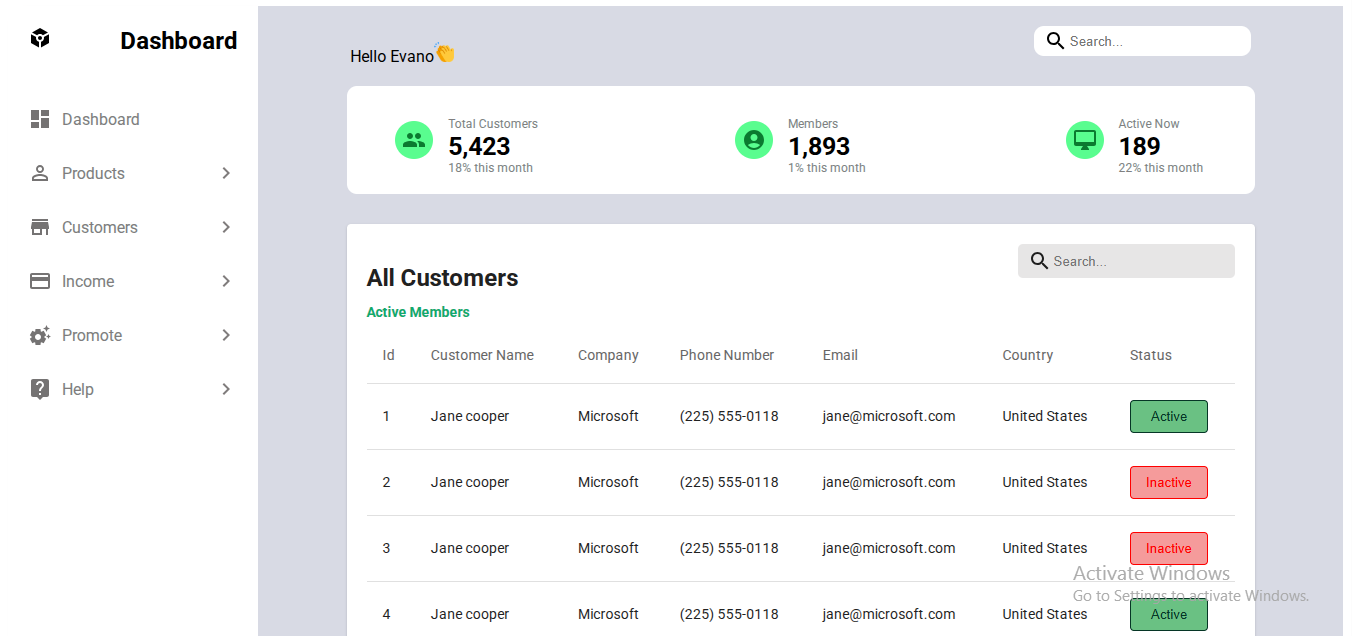 Dashboard
Dashboard
Products
Customers
Income
Promote
Help
Hello Evano👏
Search...
Total Customers
5,423
18% this month
Members
1,893
1% this month
Active Now
189
22% this month
All Customers
Search...
Active Members
Id Customer Name Company Phone Number Email Country Status
1 Jane cooper Microsoft (225) 555-0118 jane@microsoft.com United States Active
2 Jane cooper Microsoft (225) 555-0118 jane@microsoft.com United States Inactive
3 Jane cooper Microsoft (225) 555-0118 jane@microsoft.com United States Inactive
4 Jane cooper Microsoft (225) 555-0118 jane@microsoft.com United States Active
Activate Windows
Go to Settings to activate Windows.